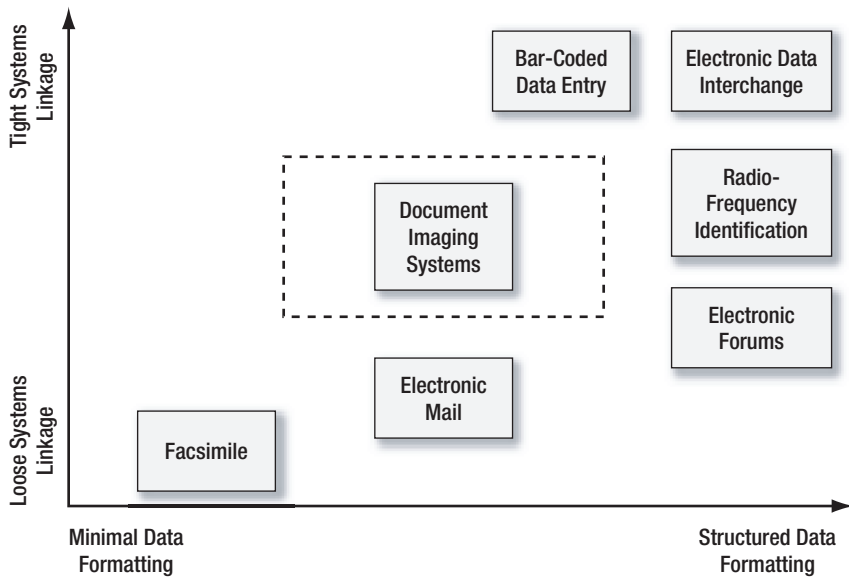 Tight Systems
Linkage
Loose Systems
Linkage
Bar-Coded
Data Entry
Electronic Data
Interchange
Document
Imaging
Systems
Radio-
Frequency
Identification
Electronic
Forums
Electronic
Mail
Facsimile
Minimal Data
Formatting
Structured Data
Formatting